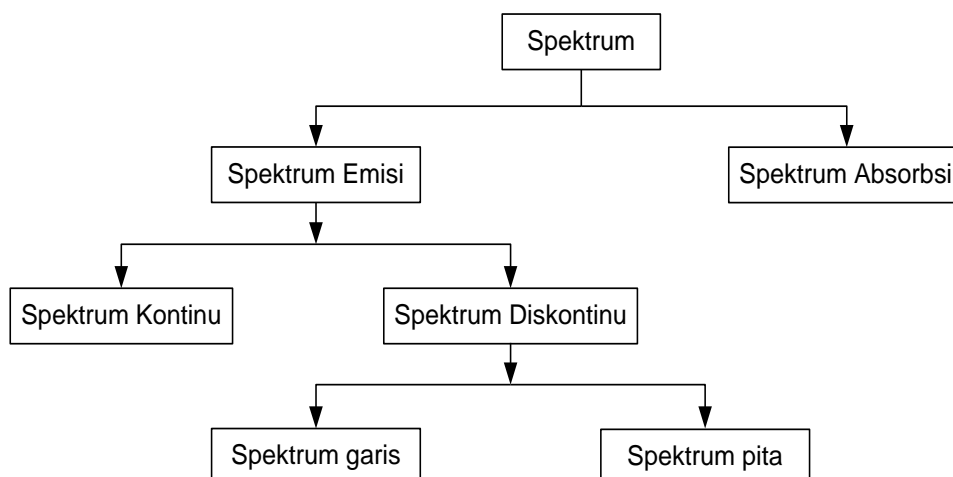 Spektrum
Spektrum Emisi
Spektrum Absorbsi
Spektrum Kontinu
Spektrum Diskontinu
Spektrum garis
Spektrum pita